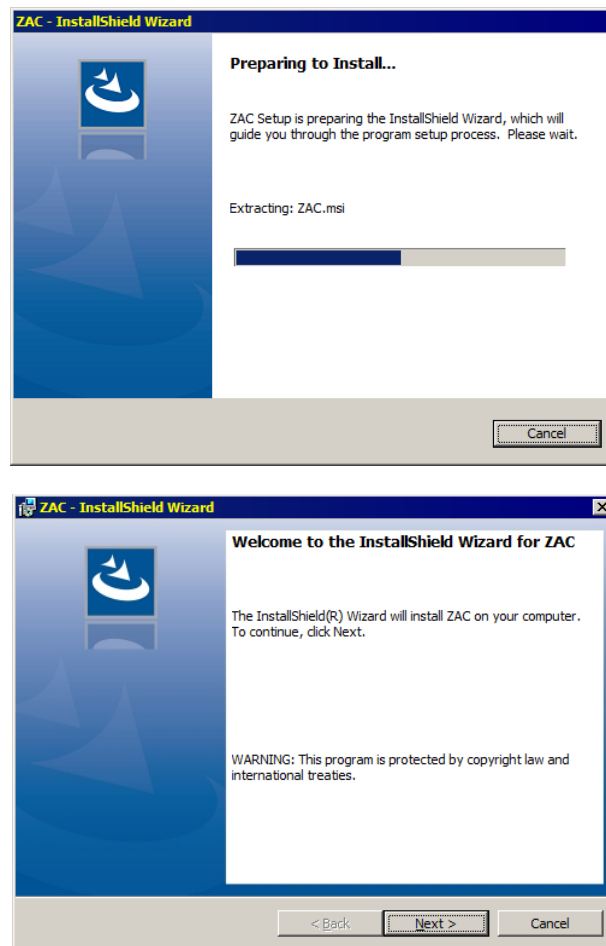 ZAC - InstallShield Wizard
Preparing to Install...
ZAC Setup is preparing the InstallShield Wizard, which will
guide you through the program setup process. Please wait.
Extracting: ZAC.msi
Cancel
ZAC - InstallShield Wizard
Welcome to the InstallShield Wizard for ZAC
The InstallShield(R) Wizard will install ZAC on your computer.
To continue, click Next.
WARNING: This program is protected by copyright law and
international treaties.
< Back Next > Cancel